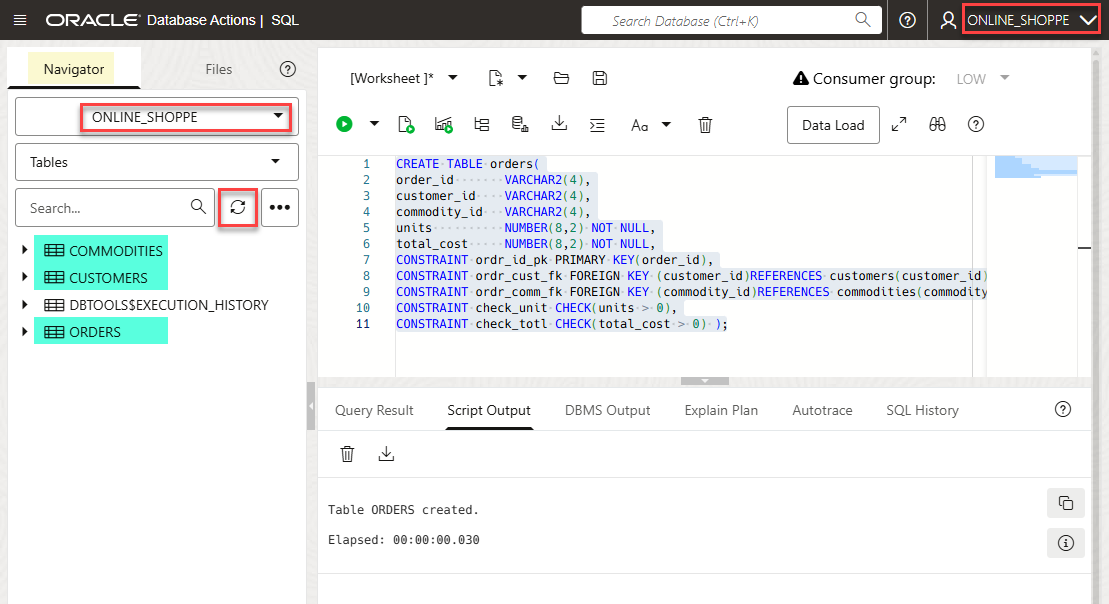 ORACLE Database Actions | SQL
Search Database (Ctrl+K)
ONLINE_SHOPPE
Navigator
Files
ONLINE_SHOPPE
Tables
Search...
COMMODITIES
CUSTOMERS
DBTOOLS$EXECUTION_HISTORY
ORDERS
[Worksheet ]*
Consumer group: LOW
Aa
Data Load
1 CREATE TABLE orders(
2 order_id VARCHAR2(4),
3 customer_id VARCHAR2(4),
4 commodity_id VARCHAR2(4),
5 units NUMBER(8,2) NOT NULL,
6 total_cost NUMBER(8,2) NOT NULL,
7 CONSTRAINT ordr_id_pk PRIMARY KEY(order_id),
8 CONSTRAINT ordr_cust_fk FOREIGN KEY (customer_id)REFERENCES customers(customer_id)
9 CONSTRAINT ordr_comm_fk FOREIGN KEY (commodity_id)REFERENCES commodities(commodity
10 CONSTRAINT check_unit CHECK(units > 0),
11 CONSTRAINT check_totl CHECK(total_cost > 0) );
Query Result
Script Output
DBMS Output
Explain Plan
Autotrace
SQL History
Table ORDERS created.
Elapsed: 00:00:00.030